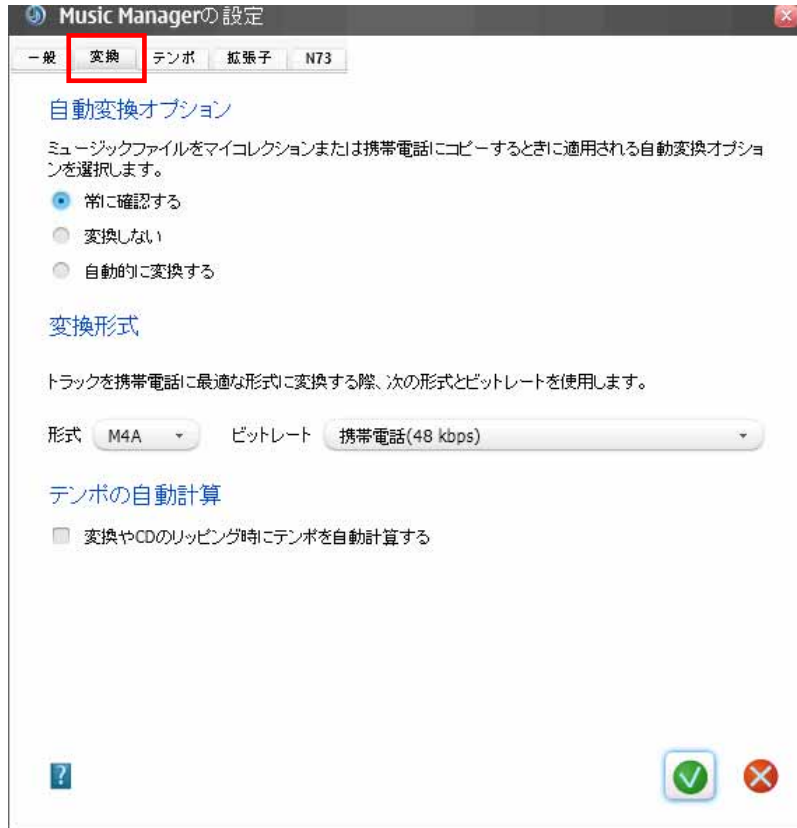 Music Managerの設定
一般 変換 テンポ 拡張子 N73
自動変換オプション
ミュージックファイルをマイコレクションまたは携帯電話にコピーするときに適用される自動変換オプショ
ンを選択します。
常に確認する
変換しない
自動的に変換する
変換形式
トラックを携帯電話に最適な形式に変換する際、次の形式とビットレートを使用します。
形式 M4A ビットレート 携帯電話(48 kbps)
テンポの自動計算
変換やCDのリッピング時にテンポを自動計算する
?